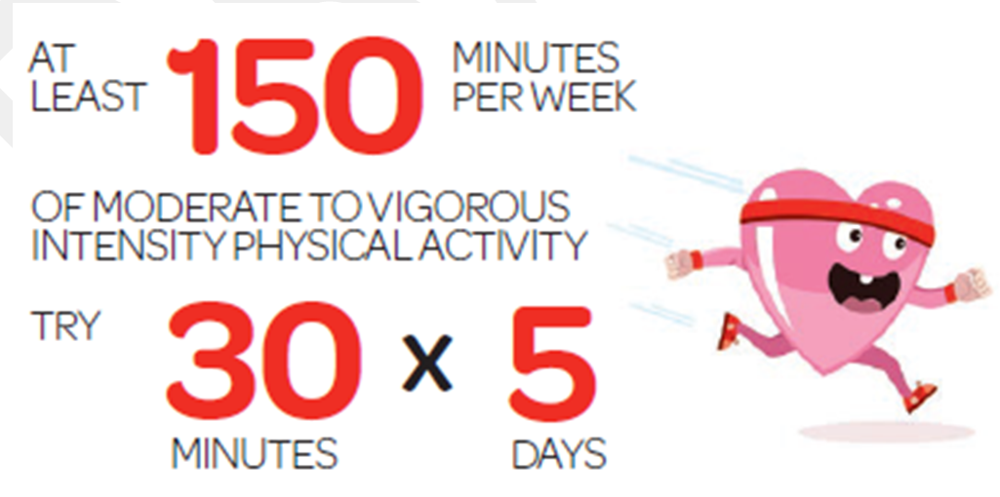 AT LEAST 150 MINUTES PER WEEK
OF MODERATE TO VIGOROUS
INTENSITY PHYSICAL ACTIVITY
TRY 30 x 5
MINUTES DAYS